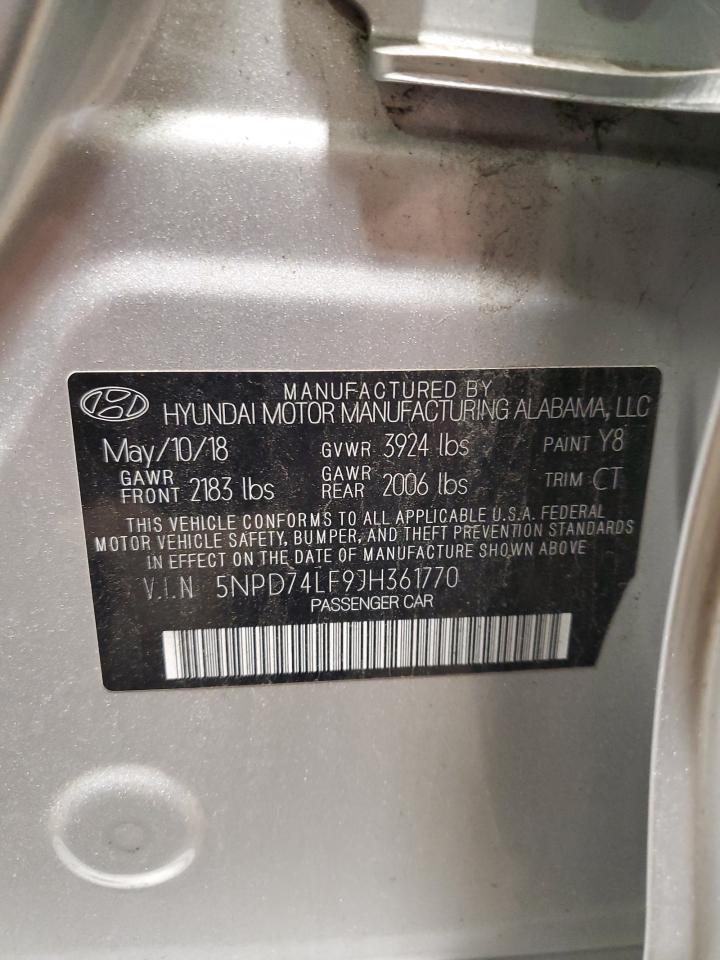 MANUFACTURED BY
HYUNDAI MOTOR MANUFACTURING ALABAMA, LLC
May/10/18 GVWR 3924 lbs PAINT Y8
GAWR FRONT 2183 lbs GAWR REAR 2006 lbs TRIM CT
THIS VEHICLE CONFORMS TO ALL APPLICABLE U.S.A. FEDERAL
MOTOR VEHICLE SAFETY, BUMPER, AND THEFT PREVENTION STANDARDS
IN EFFECT ON THE DATE OF MANUFACTURE SHOWN ABOVE
V.I.N 5NPD74LF9JH361770
PASSENGER CAR